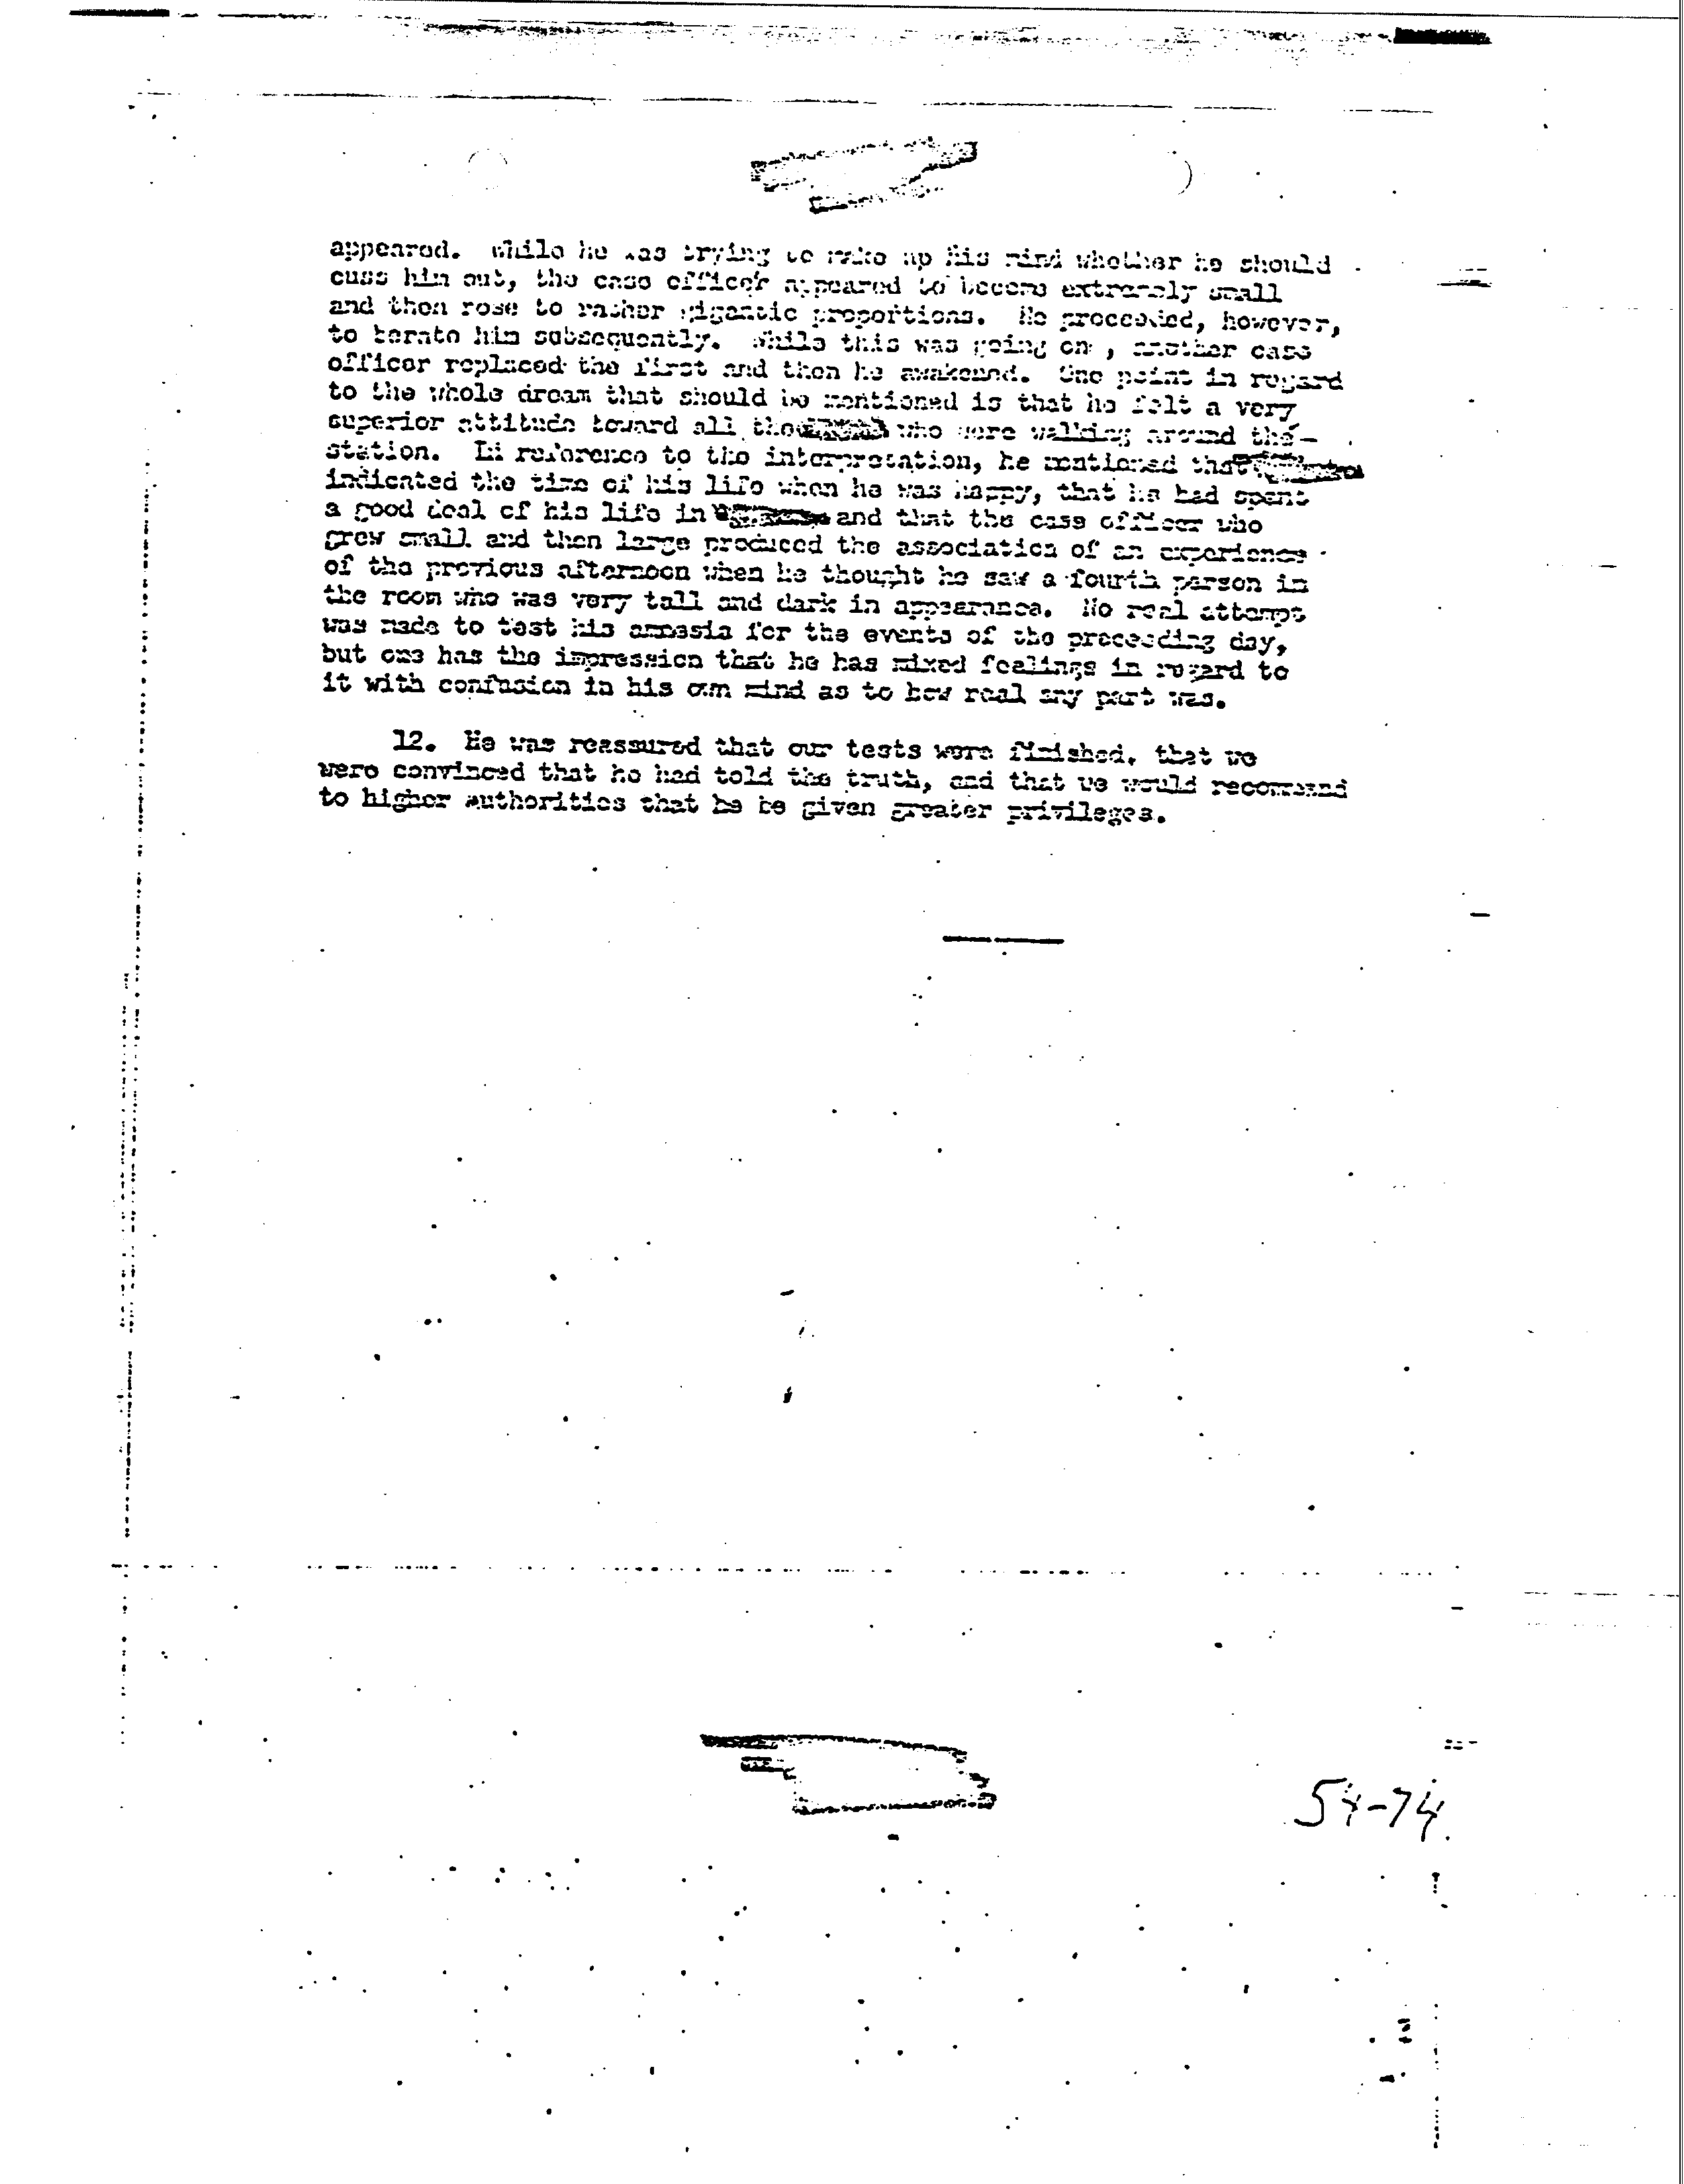 appeared. While he was trying to make up his mind whether he should
cuss him out, the case officer appeared to become extremely small
and then rose to rather gigantic proportions. He proceeded, however,
to berate him subsequently. While this was going on , another case
officer replaced the first and then he awakened. One point in regard
to the whole dream that should be mentioned is that he felt a very
superior attitude toward all the who were walking around the
station. In reference to the interpretation, he mentioned that
indicated the time of his life when he was happy, that he had spent
a good deal of his life in and that the case officer who
grew small and then large produced the association of an experience
of the previous afternoon when he thought he saw a fourth person in
the room who was very tall and dark in appearance. No real attempt
was made to test his amnesia for the events of the preceeding day,
but one has the impression that he has mixed feelings in regard to
it with confusion in his own mind as to how real any part was.
12. He was reassured that our tests were finished, that we
were convinced that he had told the truth, and that we would recommend
to higher authorities that he be given greater privileges.
54-74